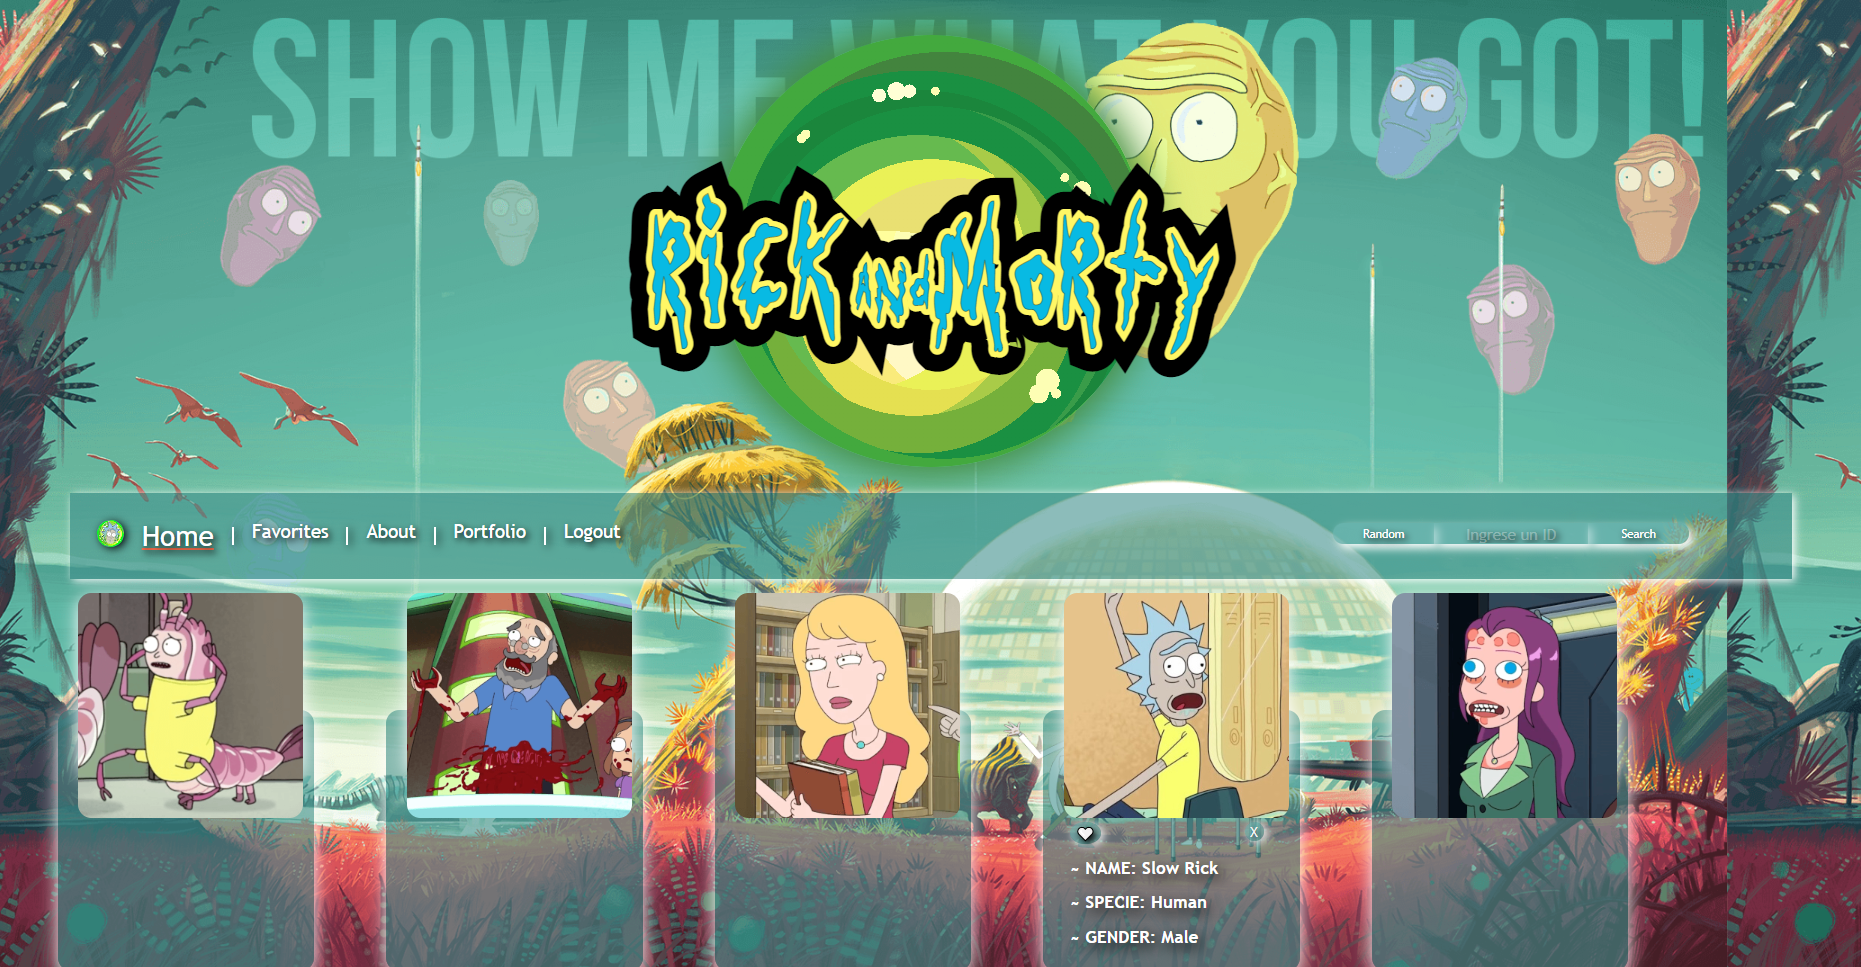 SHOW ME WHAT YOU GOT!
RICK AND MORTY
Home | Favorites | About | Portfolio | Logout
Random Ingrese un ID Search
X
~ NAME: Slow Rick
~ SPECIE: Human
~ GENDER: Male